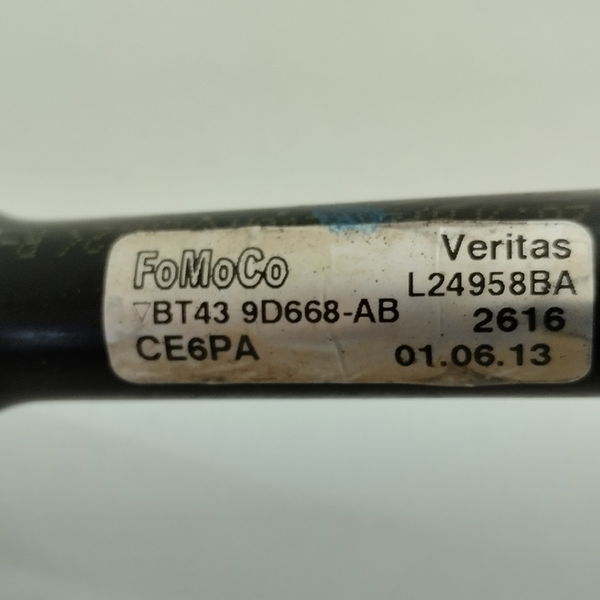 FoMoCo
▽BT43 9D668-AB
CE6PA
Veritas
L24958BA
2616
01.06.13